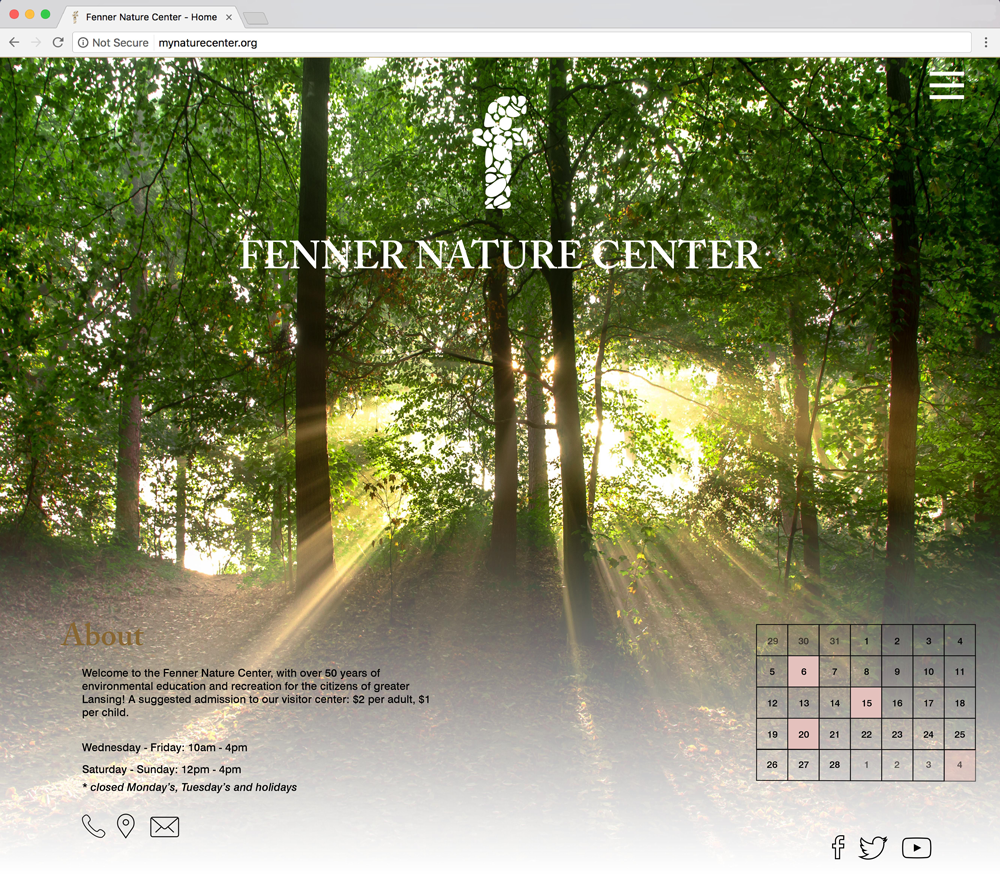 Fenner Nature Center - Home
Not Secure mynaturecenter.org
f
FENNER NATURE CENTER
About
Welcome to the Fenner Nature Center, with over 50 years of
environmental education and recreation for the citizens of greater
Lansing! A suggested admission to our visitor center: $2 per adult, $1
per child.
Wednesday - Friday: 10am - 4pm
Saturday - Sunday: 12pm - 4pm
* closed Monday's, Tuesday's and holidays
29 30 31 1 2 3 4
5 6 7 8 9 10 11
12 13 14 15 16 17 18
19 20 21 22 23 24 25
26 27 28 1 2 3 4